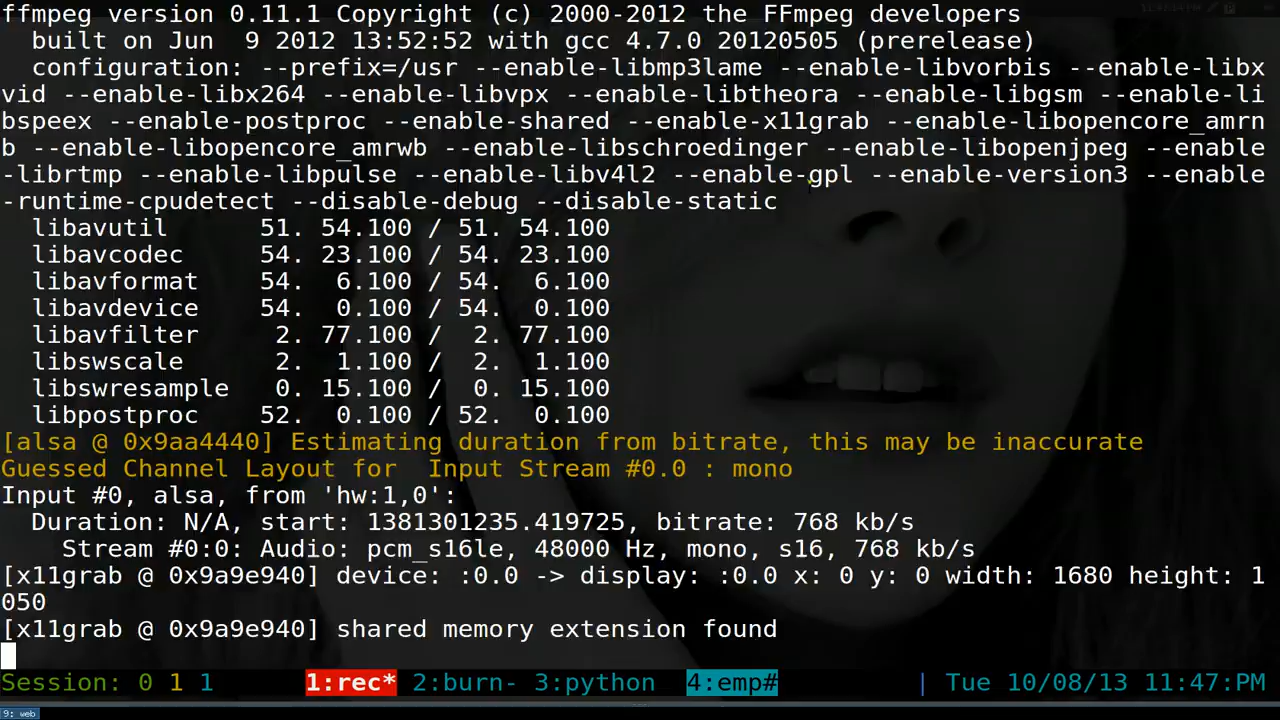 ffmpeg version 0.11.1 Copyright (c) 2000-2012 the FFmpeg developers
  built on Jun  9 2012 13:52:52 with gcc 4.7.0 20120505 (prerelease)
  configuration: --prefix=/usr --enable-libmp3lame --enable-libvorbis --enable-libx
vid --enable-libx264 --enable-libvpx --enable-libtheora --enable-libgsm --enable-li
bspeex --enable-postproc --enable-shared --enable-x11grab --enable-libopencore_amrn
b --enable-libopencore_amrwb --enable-libschroedinger --enable-libopenjpeg --enable
-librtmp --enable-libpulse --enable-libv4l2 --enable-gpl --enable-version3 --enable
-runtime-cpudetect --disable-debug --disable-static
  libavutil      51. 54.100 / 51. 54.100
  libavcodec     54. 23.100 / 54. 23.100
  libavformat    54.  6.100 / 54.  6.100
  libavdevice    54.  0.100 / 54.  0.100
  libavfilter     2. 77.100 /  2. 77.100
  libswscale      2.  1.100 /  2.  1.100
  libswresample   0. 15.100 /  0. 15.100
  libpostproc    52.  0.100 / 52.  0.100
[alsa @ 0x9aa4440] Estimating duration from bitrate, this may be inaccurate
Guessed Channel Layout for  Input Stream #0.0 : mono
Input #0, alsa, from 'hw:1,0':
  Duration: N/A, start: 1381301235.419725, bitrate: 768 kb/s
    Stream #0:0: Audio: pcm_s16le, 48000 Hz, mono, s16, 768 kb/s
[x11grab @ 0x9a9e940] device: :0.0 -> display: :0.0 x: 0 y: 0 width: 1680 height: 1
050
[x11grab @ 0x9a9e940] shared memory extension found
Session: 0 1 1      1:rec* 2:burn- 3:python  4:emp#         | Tue 10/08/13 11:47:PM
9: web